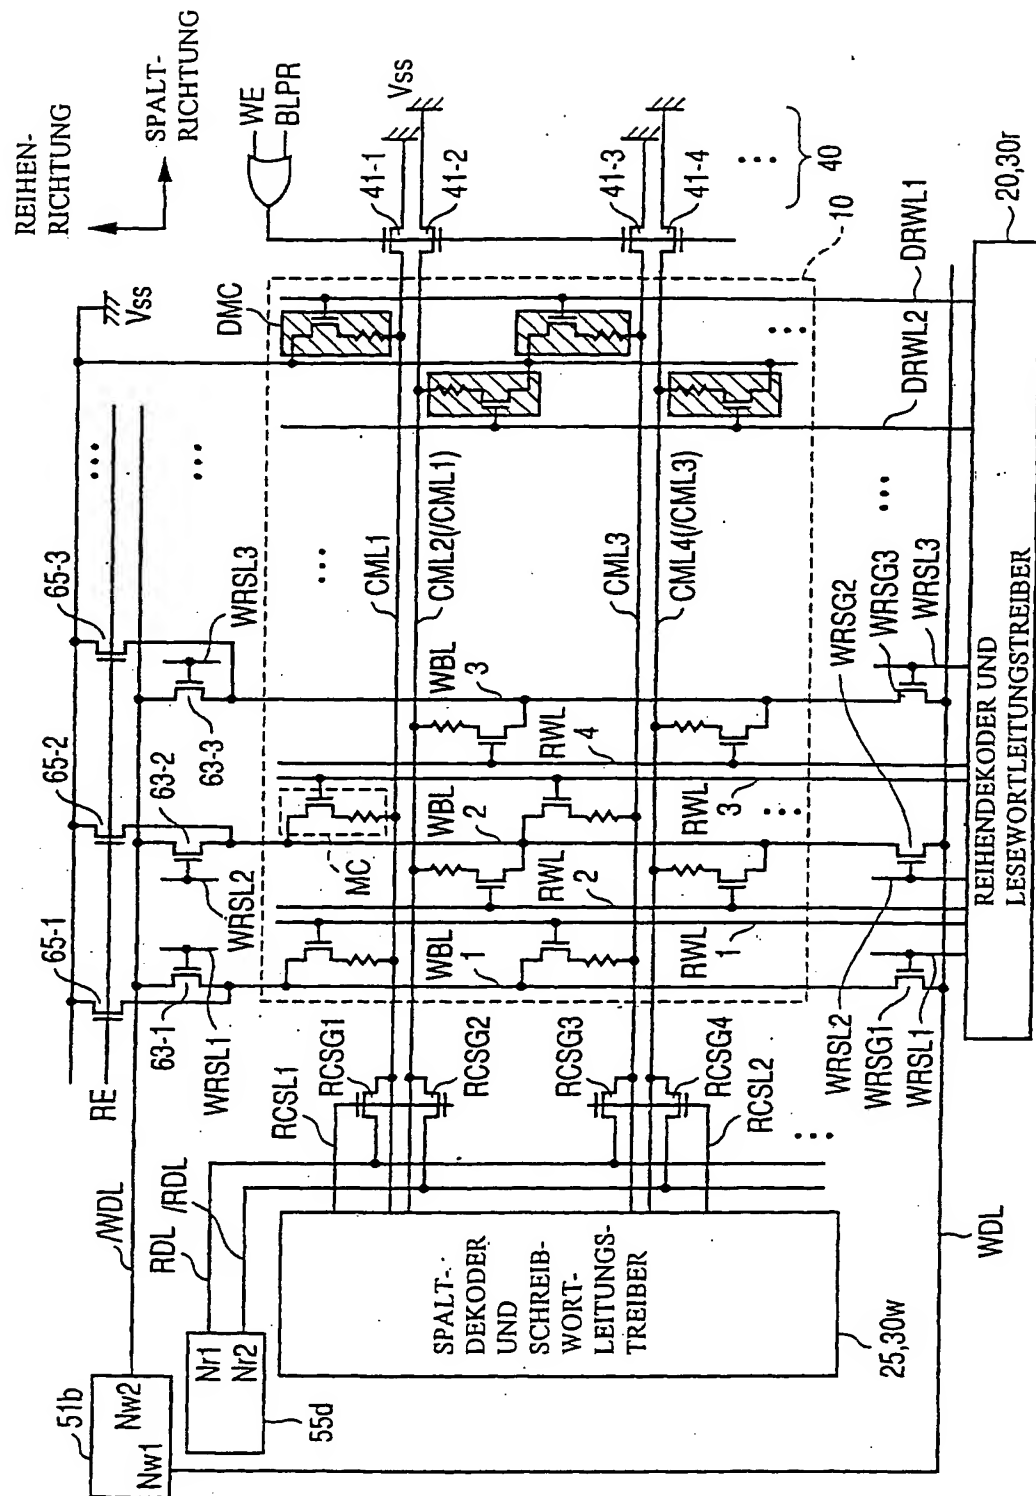 REIHEN-
RICHTUNG
SPALT-
RICHTUNG
WE
BLPR
Vss
41-1
41-2
41-3
41-4
40
10
20,30r
Vss
DMC
DRWL1
DRWL2
65-3
WRSL3
63-3
65-2
63-2
WRSL2
65-1
63-1
WRSL1
RE
CML1
CML2(/CML1)
CML3
CML4(/CML3)
WBL
3
RWL
4
RWL
3
WBL
2
MC
RWL
2
RWL
1
WBL
1
WRSG2
WRSG3
WRSL3
WRSL2
WRSG1
WRSL1
REIHENDEKODER UND
LESEWORTLEITUNGSTREIBER
RCSL1
RCSG1
RCSG2
RCSG3
RCSG4
RCSL2
/WDL
RDL
/RDL
WDL
SPALT-
DEKODER
UND
SCHREIB
WORT-
LEITUNGS-
TREIBER
25,30w
Nr1
Nr2
55d
51b
Nw2
Nw1